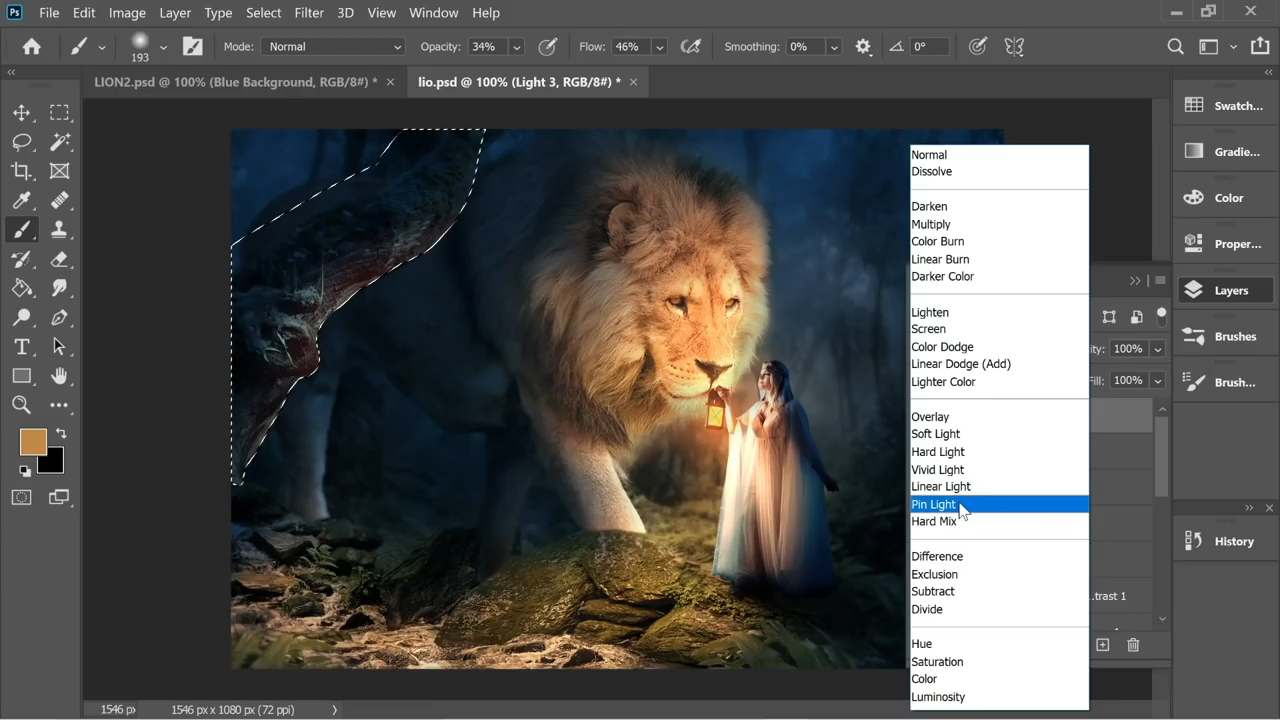 Ps File Edit Image Layer Type Select Filter 3D View Window Help
193 Mode: Normal Opacity: 34% Flow: 46% Smoothing: 0% 0°
LION2.psd @ 100% (Blue Background, RGB/8#) * × lio.psd @ 100% (Light 3, RGB/8#) * ×
Normal
Dissolve
Darken
Multiply
Color Burn
Linear Burn
Darker Color
Lighten
Screen
Color Dodge
Linear Dodge (Add)
Lighter Color
Overlay
Soft Light
Hard Light
Vivid Light
Linear Light
Pin Light
Hard Mix
Difference
Exclusion
Subtract
Divide
Hue
Saturation
Color
Luminosity
acity: 100%
Fill: 100%
...trast 1
Swatch...
Gradie...
Color
Proper...
Layers
Brushes
Brush...
History
1546 p 1546 px x 1080 px (72 ppi)